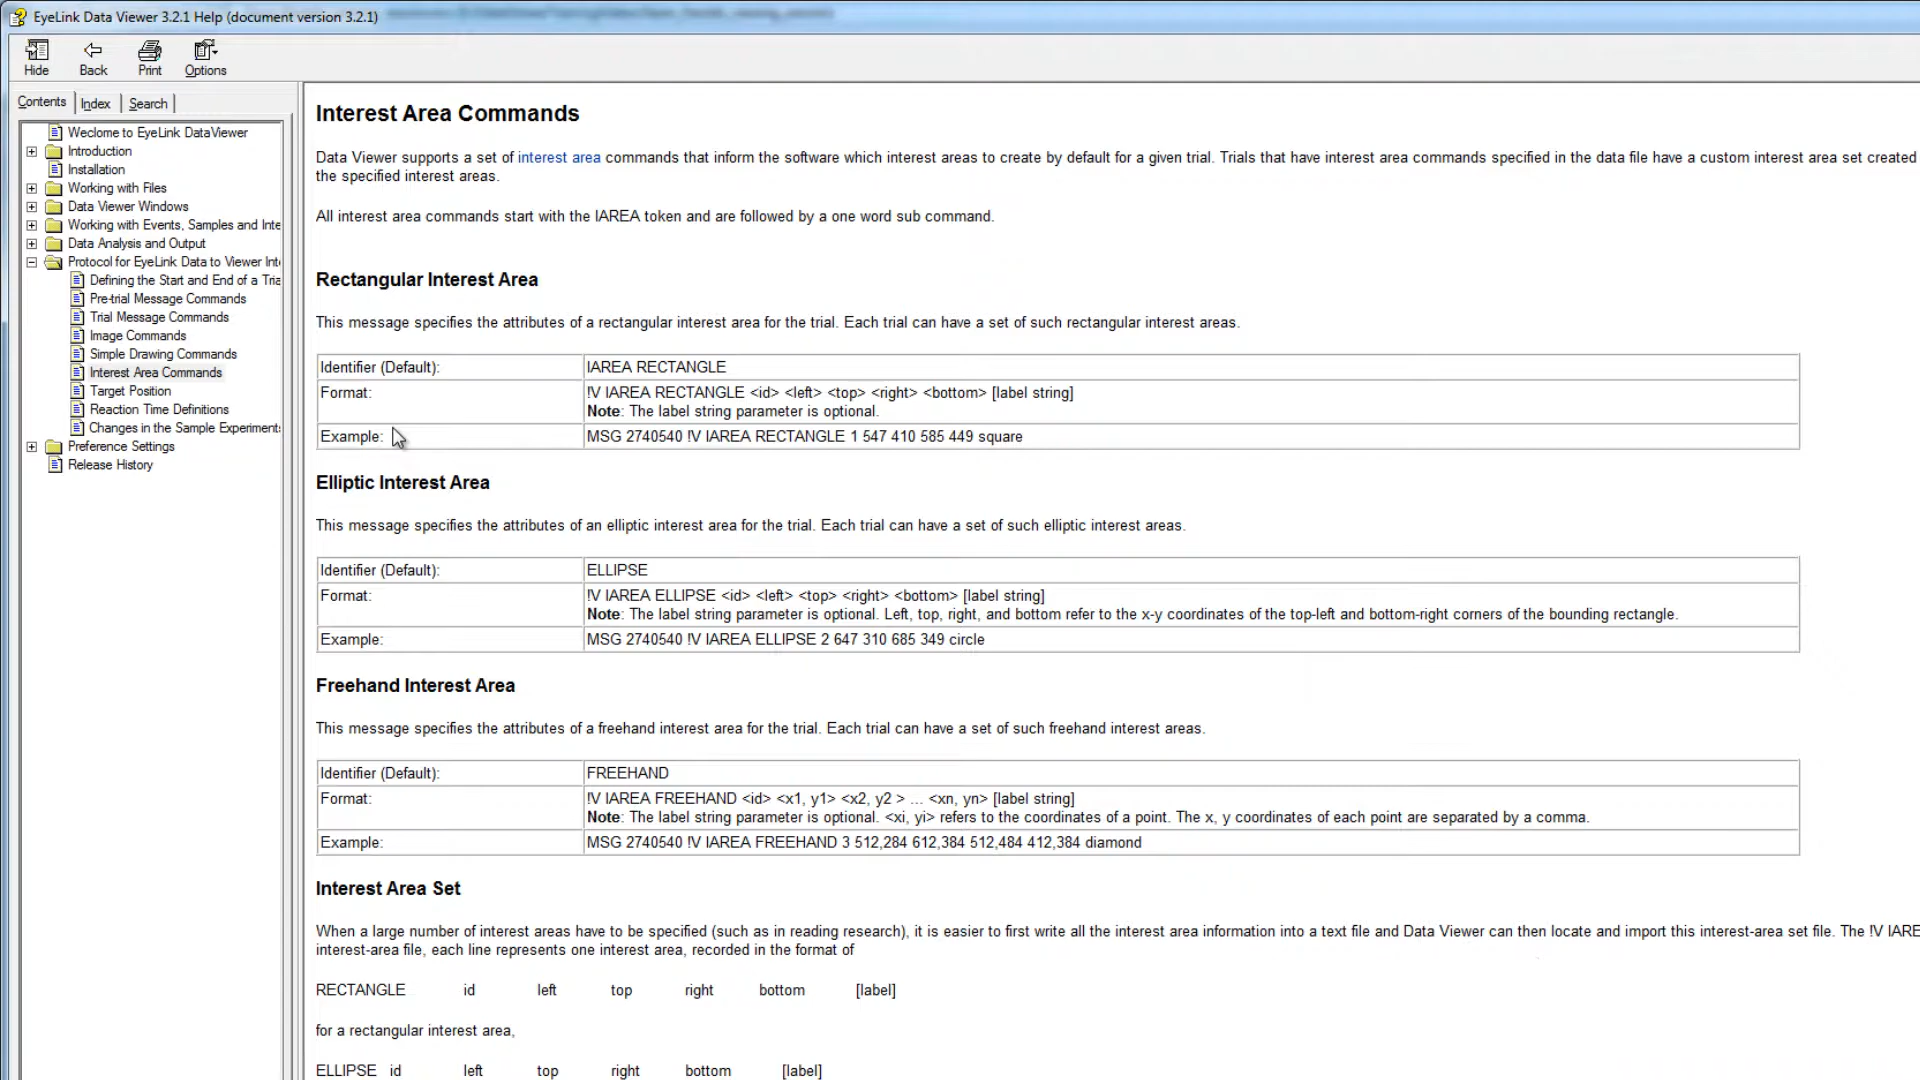 EyeLink Data Viewer 3.2.1 Help (document version 3.2.1)
Hide
Back
Print
Options
Contents
Index
Search
Weclome to EyeLink DataViewer
Introduction
Installation
Working with Files
Data Viewer Windows
Working with Events, Samples and Inte
Data Analysis and Output
Protocol for EyeLink Data to Viewer Int
Defining the Start and End of a Tria
Pre-trial Message Commands
Trial Message Commands
Image Commands
Simple Drawing Commands
Interest Area Commands
Target Position
Reaction Time Definitions
Changes in the Sample Experiments
Preference Settings
Release History
Interest Area Commands
Data Viewer supports a set of interest area commands that inform the software which interest areas to create by default for a given trial. Trials that have interest area commands specified in the data file have a custom interest area set created
the specified interest areas.
All interest area commands start with the IAREA token and are followed by a one word sub command.
Rectangular Interest Area
This message specifies the attributes of a rectangular interest area for the trial. Each trial can have a set of such rectangular interest areas.
Identifier (Default): IAREA RECTANGLE
Format: !V IAREA RECTANGLE <id> <left> <top> <right> <bottom> [label string]
Note: The label string parameter is optional.
Example: MSG 2740540 !V IAREA RECTANGLE 1 547 410 585 449 square
Elliptic Interest Area
This message specifies the attributes of an elliptic interest area for the trial. Each trial can have a set of such elliptic interest areas.
Identifier (Default): ELLIPSE
Format: !V IAREA ELLIPSE <id> <left> <top> <right> <bottom> [label string]
Note: The label string parameter is optional. Left, top, right, and bottom refer to the x-y coordinates of the top-left and bottom-right corners of the bounding rectangle.
Example: MSG 2740540 !V IAREA ELLIPSE 2 647 310 685 349 circle
Freehand Interest Area
This message specifies the attributes of a freehand interest area for the trial. Each trial can have a set of such freehand interest areas.
Identifier (Default): FREEHAND
Format: !V IAREA FREEHAND <id> <x1, y1> <x2, y2 > ... <xn, yn> [label string]
Note: The label string parameter is optional. <xi, yi> refers to the coordinates of a point. The x, y coordinates of each point are separated by a comma.
Example: MSG 2740540 !V IAREA FREEHAND 3 512,284 612,384 512,484 412,384 diamond
Interest Area Set
When a large number of interest areas have to be specified (such as in reading research), it is easier to first write all the interest area information into a text file and Data Viewer can then locate and import this interest-area set file. The !V IARE
interest-area file, each line represents one interest area, recorded in the format of
RECTANGLE id left top right bottom [label]
for a rectangular interest area,
ELLIPSE id left top right bottom [label]